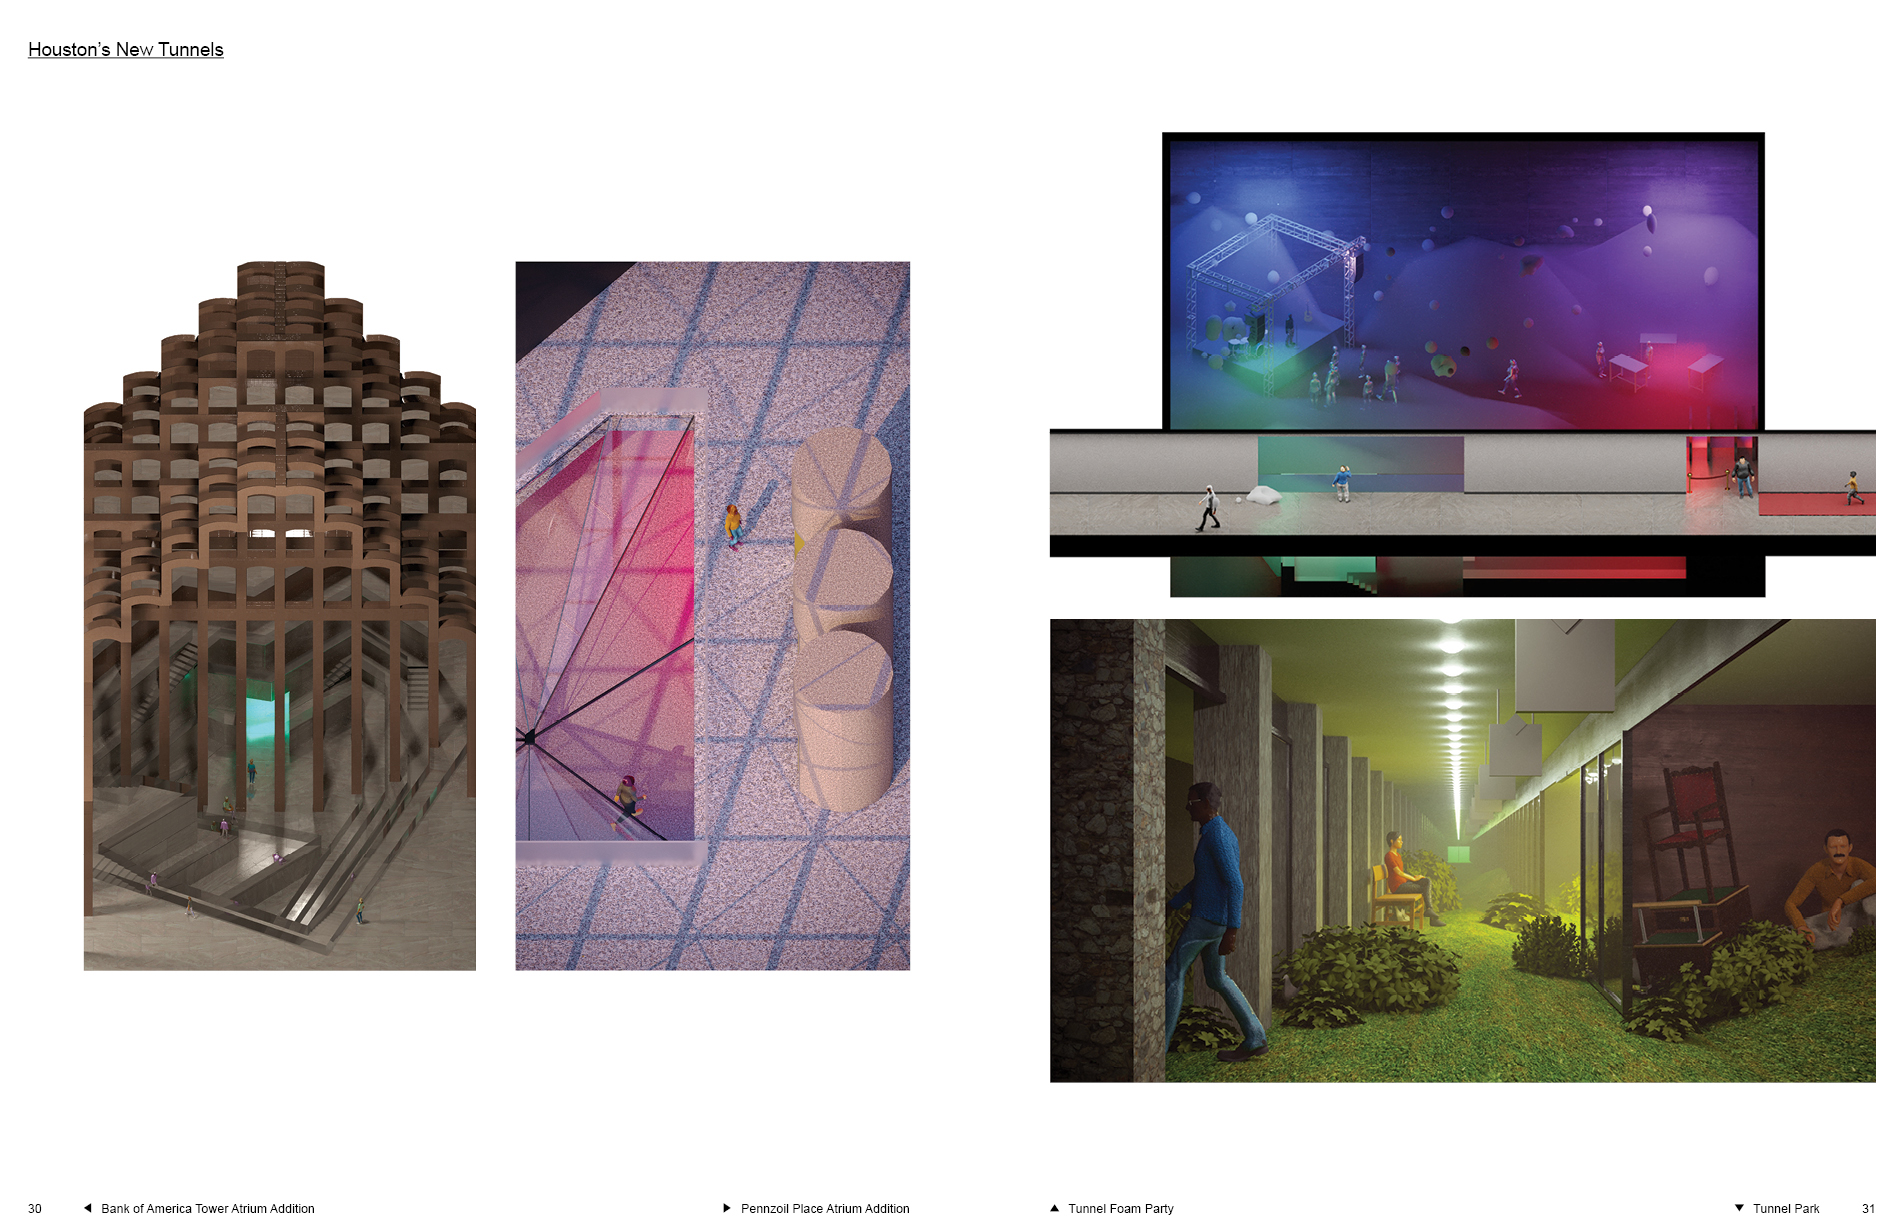 Houston’s New Tunnels
30 ◀ Bank of America Tower Atrium Addition ▶ Pennzoil Place Atrium Addition ▲ Tunnel Foam Party ▼ Tunnel Park 31